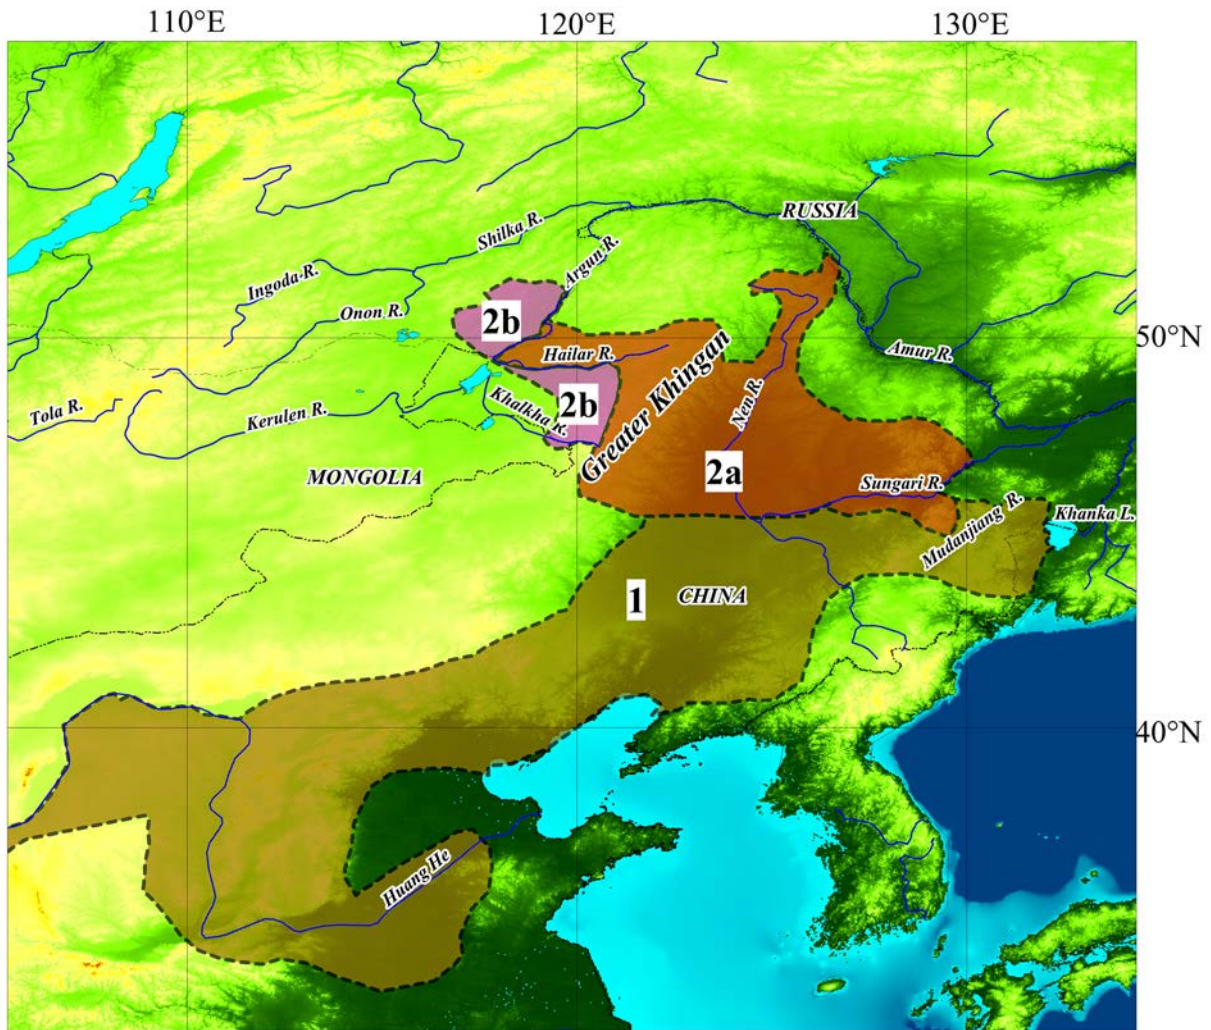 110°E
120°E
130°E
RUSSIA
Shilka R.
Argun R.
Ingoda R.
Onon R.
2b
50°N
Hailar R.
Amur R.
Greater Khingan
Nen R.
Tola R.
Kerulen R.
Khalkha R.
2b
MONGOLIA
2a
Sungari R.
Mudanjiang R.
Khanka L.
1
CHINA
40°N
Huang He